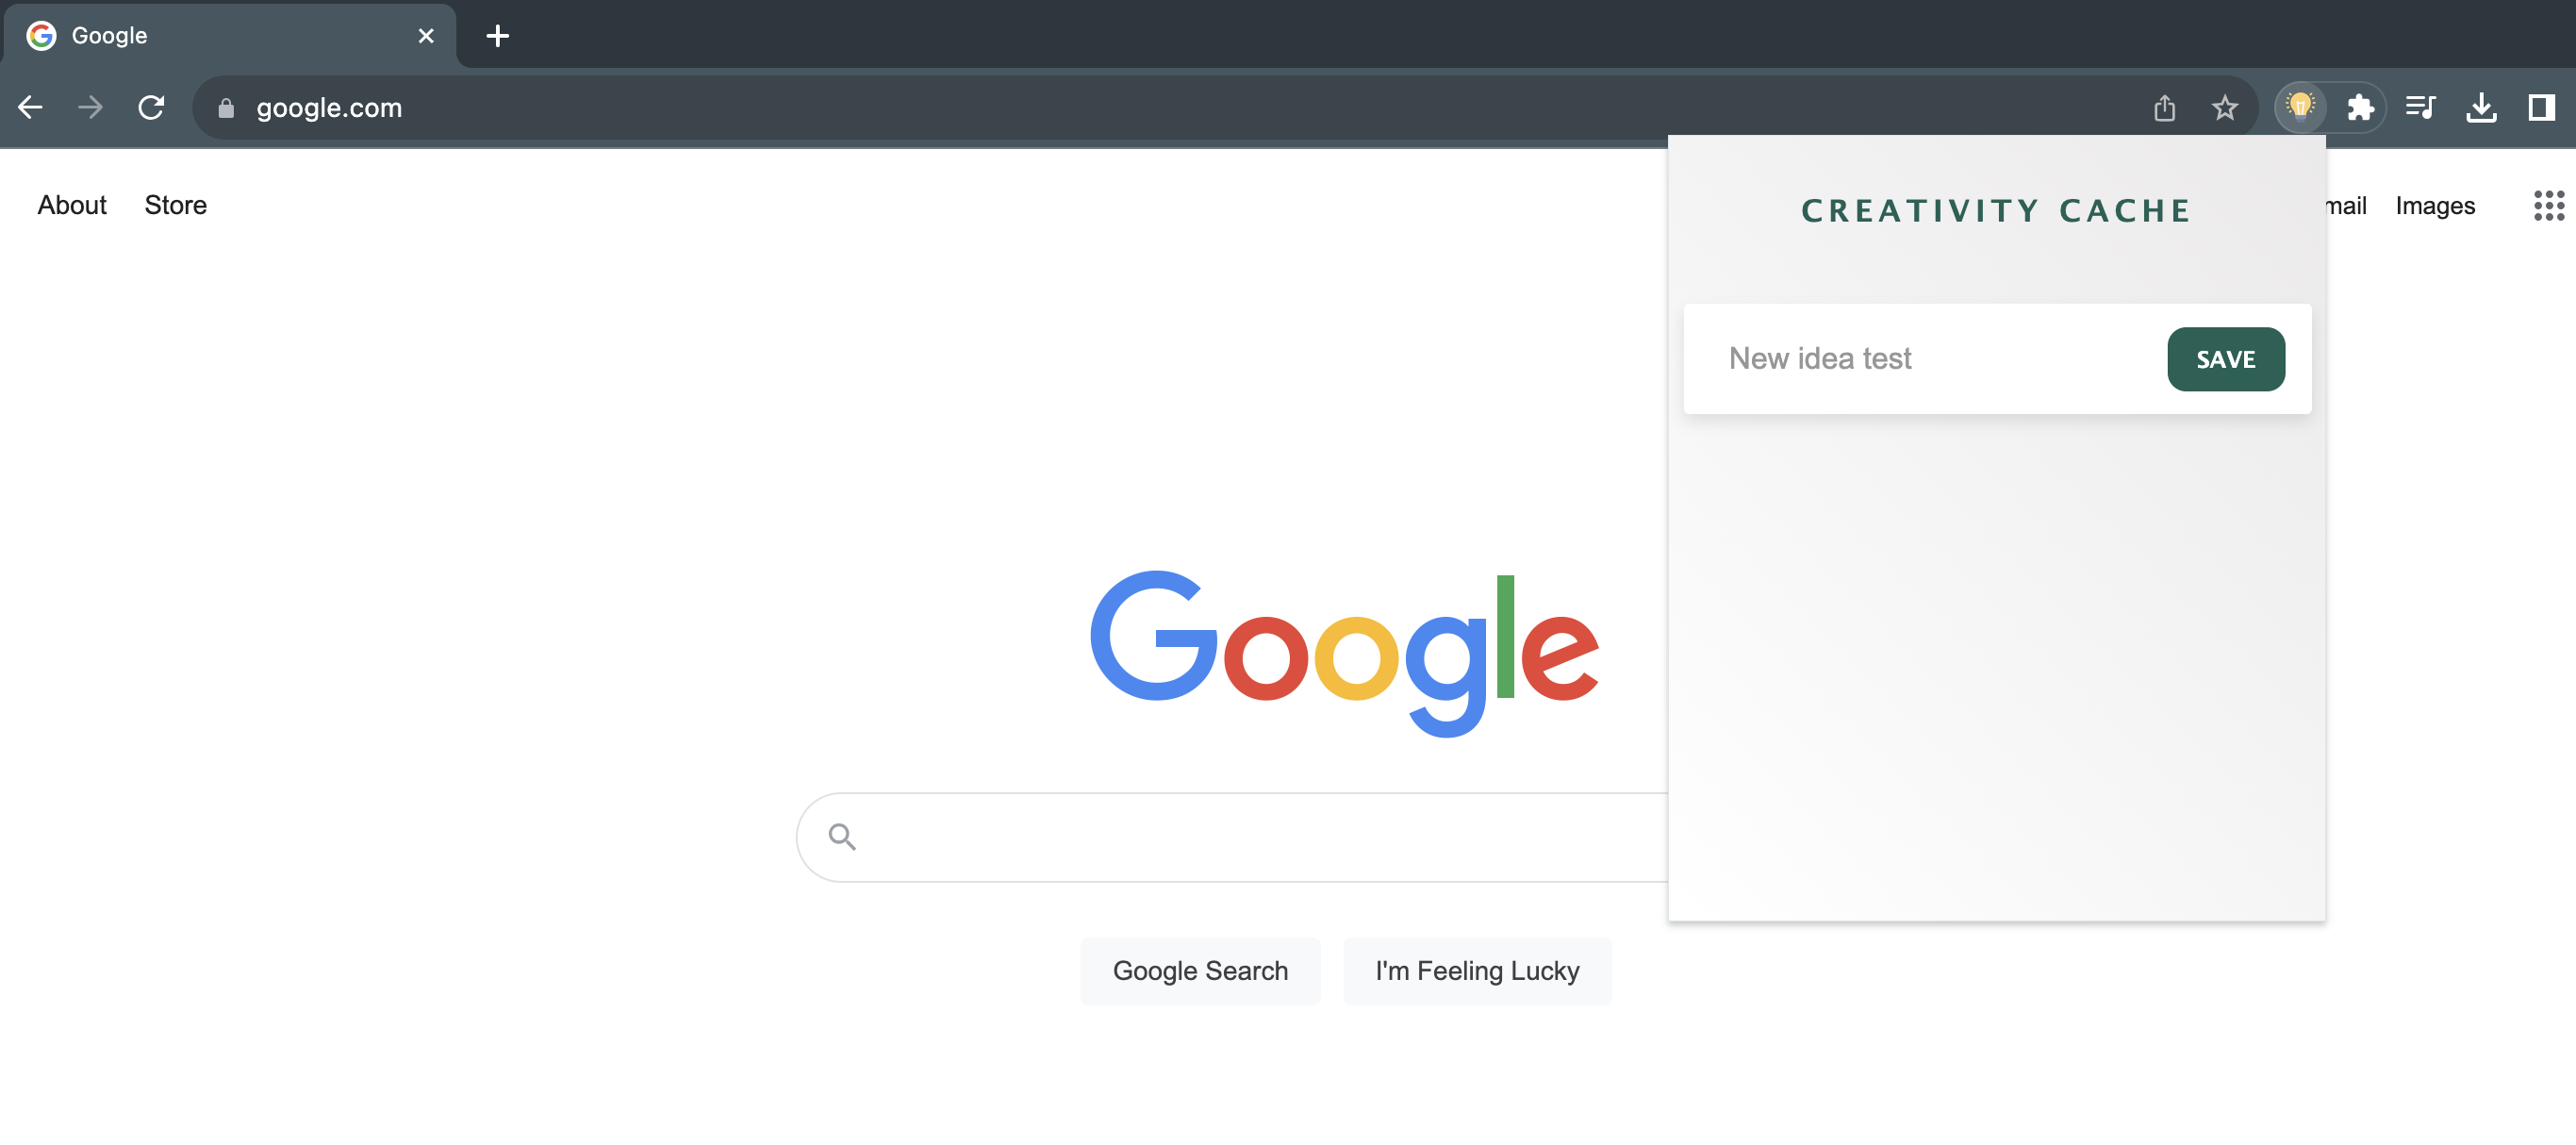 Google
google.com
About Store
mail Images
CREATIVITY CACHE
New idea test SAVE
Google
Google Search I'm Feeling Lucky